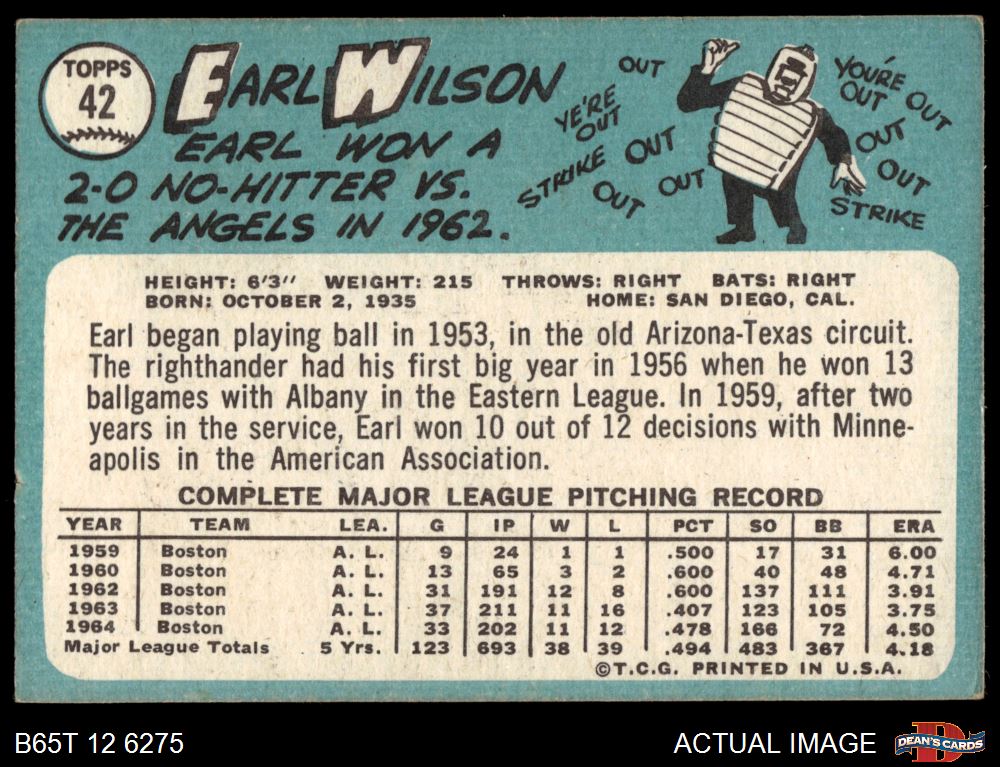 TOPPS
42
EARL WILSON
EARL WON A
2-0 NO-HITTER VS.
THE ANGELS IN 1962.
OUT
YE'RE
OUT
STRIKE OUT
OUT OUT
YOU'RE
OUT OUT
OUT
OUT
STRIKE
HEIGHT: 6'3" WEIGHT: 215 THROWS: RIGHT BATS: RIGHT
BORN: OCTOBER 2, 1935 HOME: SAN DIEGO, CAL.
Earl began playing ball in 1953, in the old Arizona-Texas circuit.
The righthander had his first big year in 1956 when he won 13
ballgames with Albany in the Eastern League. In 1959, after two
years in the service, Earl won 10 out of 12 decisions with Minne-
apolis in the American Association.
COMPLETE MAJOR LEAGUE PITCHING RECORD
YEAR TEAM LEA. G IP W L PCT SO BB ERA
1959 Boston A. L. 9 24 1 1 .500 17 31 6.00
1960 Boston A. L. 13 65 3 2 .600 40 48 4.71
1962 Boston A. L. 31 191 12 8 .600 137 111 3.91
1963 Boston A. L. 37 211 11 16 .407 123 105 3.75
1964 Boston A. L. 33 202 11 12 .478 166 72 4.50
Major League Totals 5 Yrs. 123 693 38 39 .494 483 367 4.18
©T.C.G. PRINTED IN U.S.A.
B65T 12 6275
ACTUAL IMAGE
DEAN'S CARDS